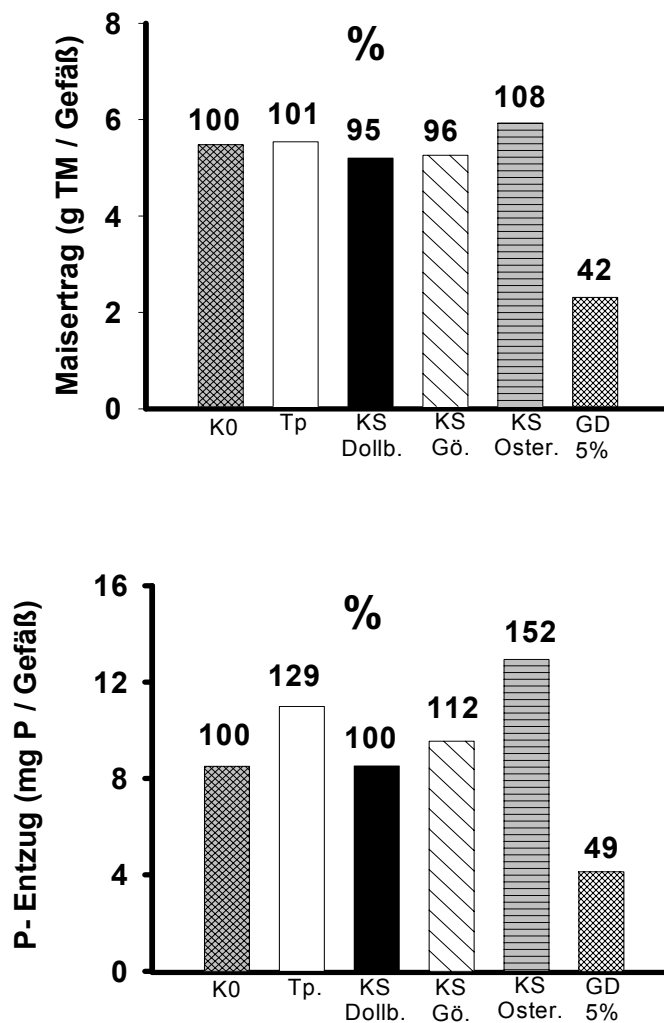 Maisertrag (g TM / Gefäß)
8
6
4
2
0
%
100
101
95
96
108
42
K0
Tp
KS
Dollb.
KS
Gö.
KS
Oster.
GD
5%
P- Entzug (mg P / Gefäß)
16
12
8
4
0
%
100
129
100
112
152
49
K0
Tp.
KS
Dollb.
KS
Gö.
KS
Oster.
GD
5%